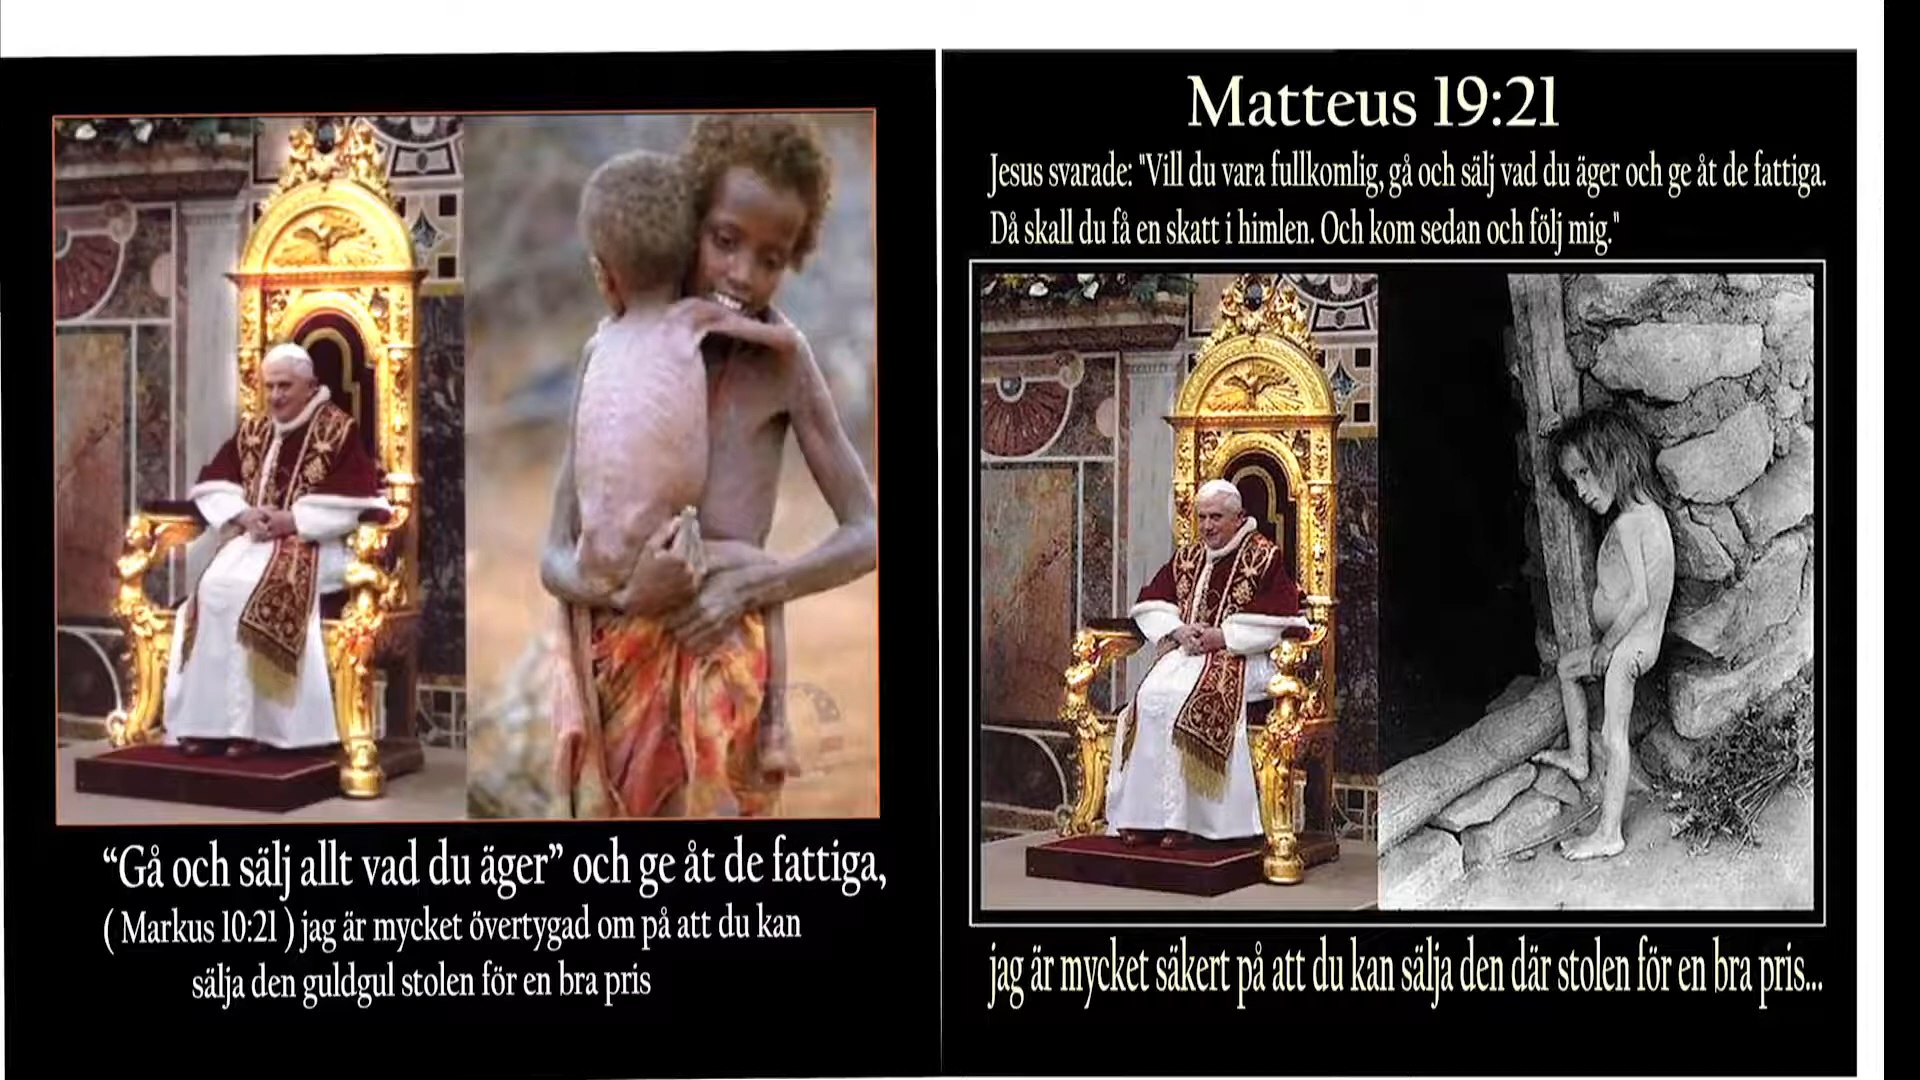 “Gå och sälj allt vad du äger” och ge åt de fattiga,
( Markus 10:21 ) jag är mycket övertygad om på att du kan
sälja den guldgul stolen för en bra pris
Matteus 19:21
Jesus svarade: "Vill du vara fullkomlig, gå och sälj vad du äger och ge åt de fattiga.
Då skall du få en skatt i himlen. Och kom sedan och följ mig."
jag är mycket säkert på att du kan sälja den där stolen för en bra pris...